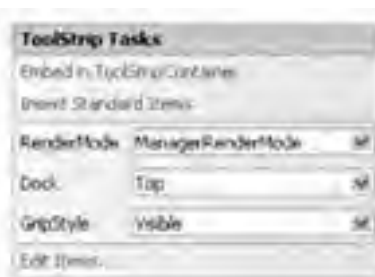 ToolStrip Tasks
Embed in ToolStripContainer
Insert Standard Items
RenderMode ManagerRenderMode
Dock Top
GripStyle Visible
Edit Items...